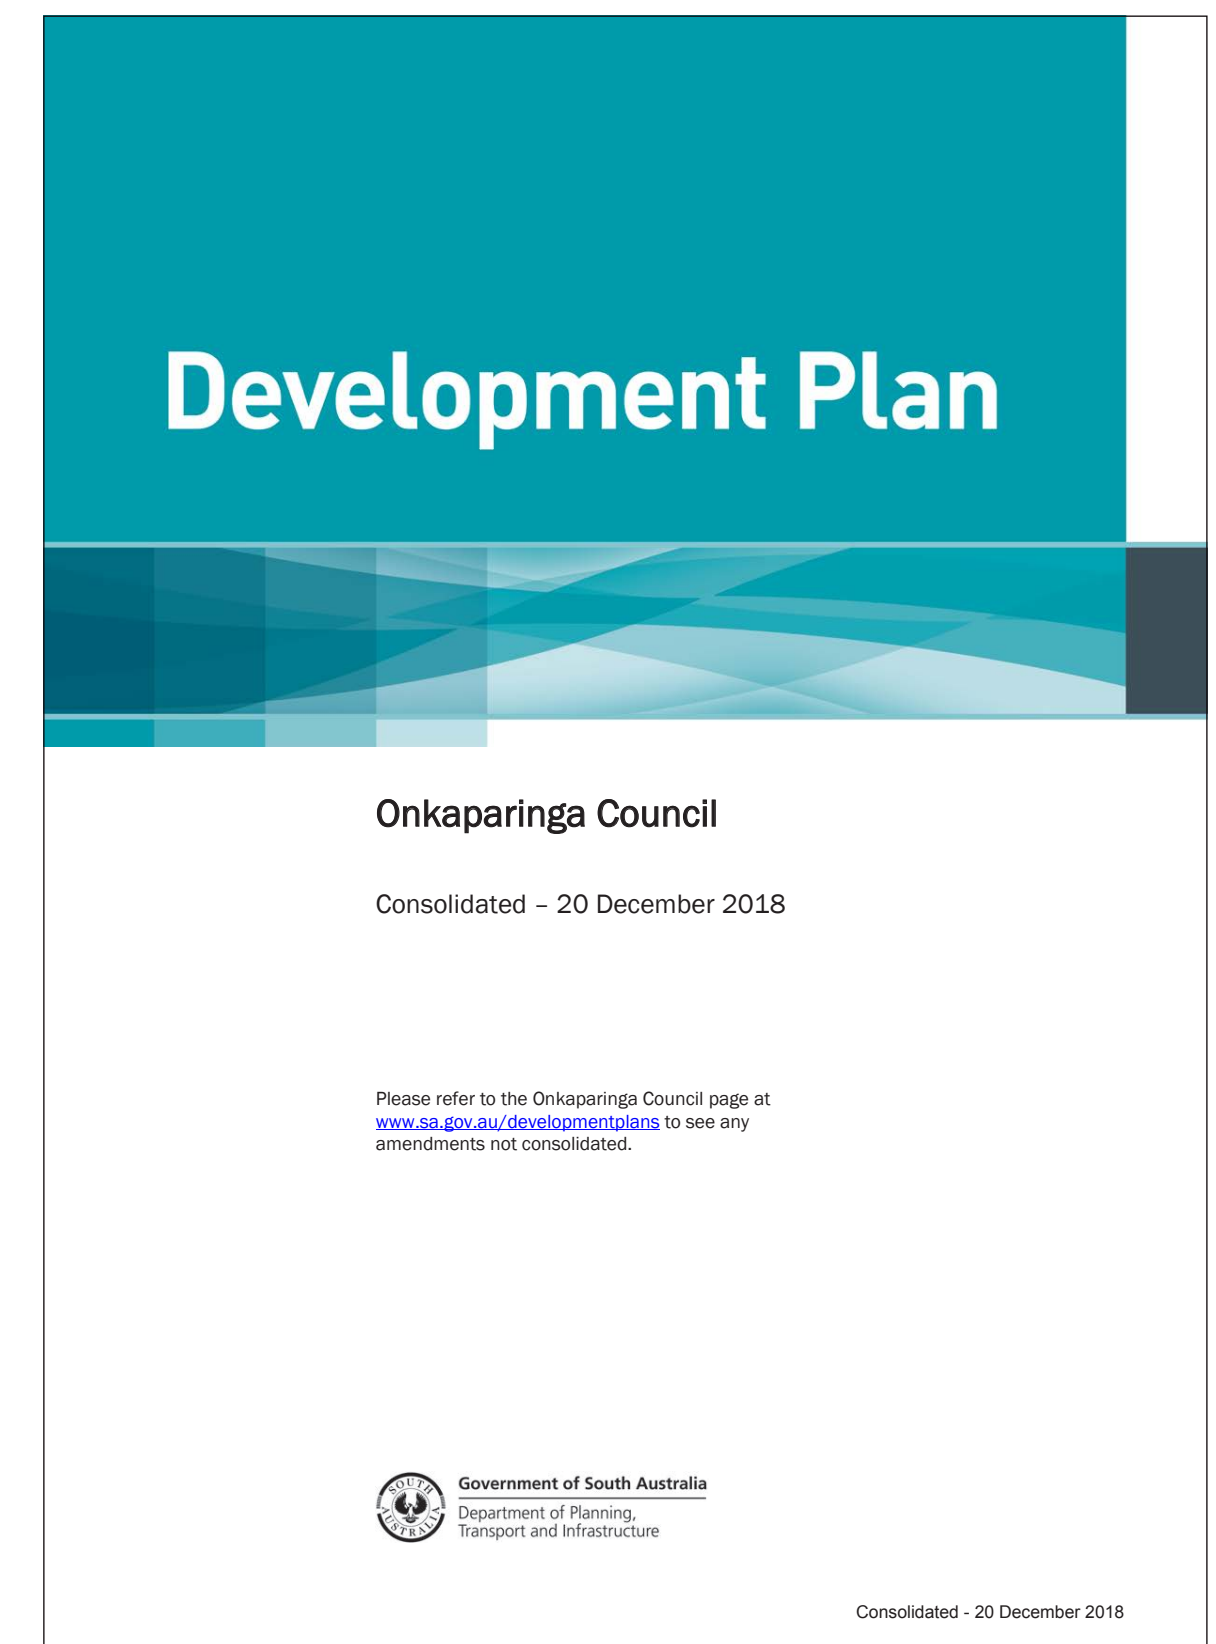 Development Plan
Onkaparinga Council
Consolidated – 20 December 2018
Please refer to the Onkaparinga Council page at
www.sa.gov.au/developmentplans to see any
amendments not consolidated.
SOUTH
AUSTRALIA
Government of South Australia
Department of Planning,
Transport and Infrastructure
Consolidated - 20 December 2018